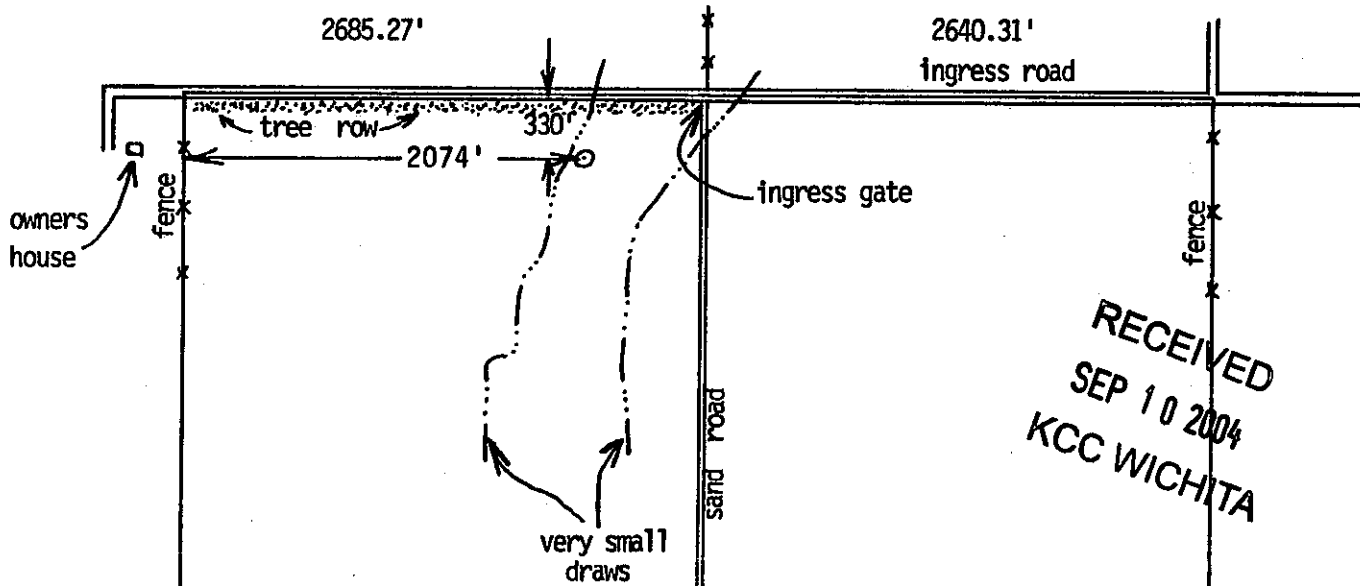 2685.27'
2640.31'
ingress road
tree row
330'
2074'
ingress gate
owners
house
fence
fence
RECEIVED
SEP 10 2004
KCC WICHITA
sand road
very small
draws